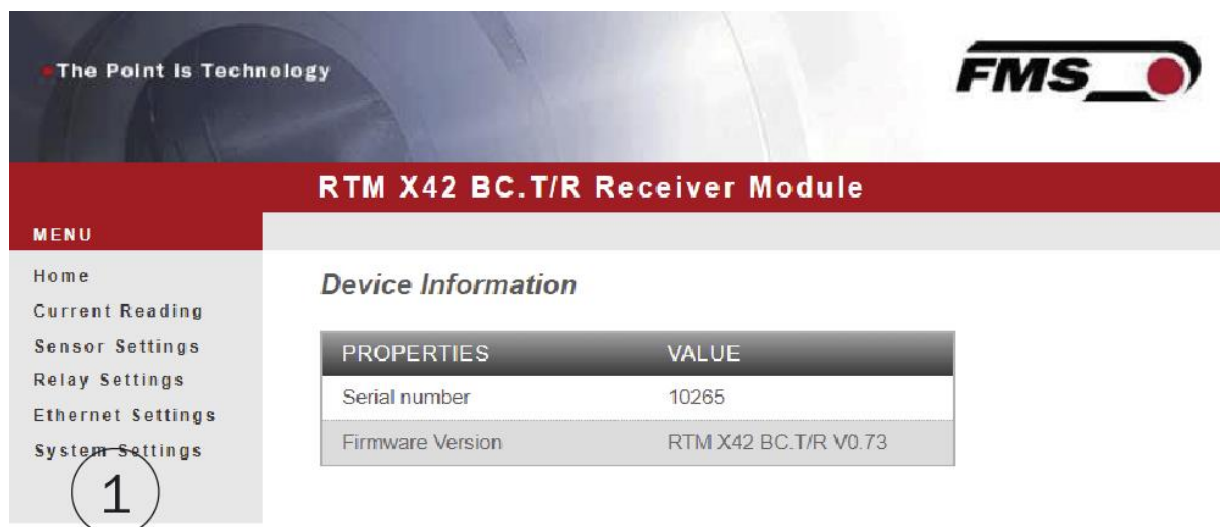 The Point is Technology
FMS
RTM X42 BC.T/R Receiver Module
MENU
Home
Current Reading
Sensor Settings
Relay Settings
Ethernet Settings
System Settings
1
Device Information
PROPERTIES VALUE
Serial number 10265
Firmware Version RTM X42 BC.T/R V0.73